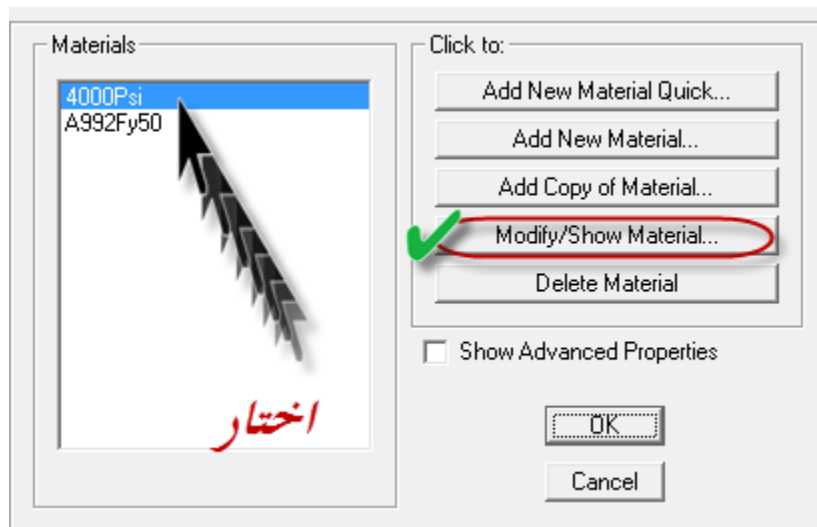 Materials
4000Psi
A992Fy50
اختار
Click to:
Add New Material Quick...
Add New Material...
Add Copy of Material...
Modify/Show Material...
Delete Material
Show Advanced Properties
OK
Cancel